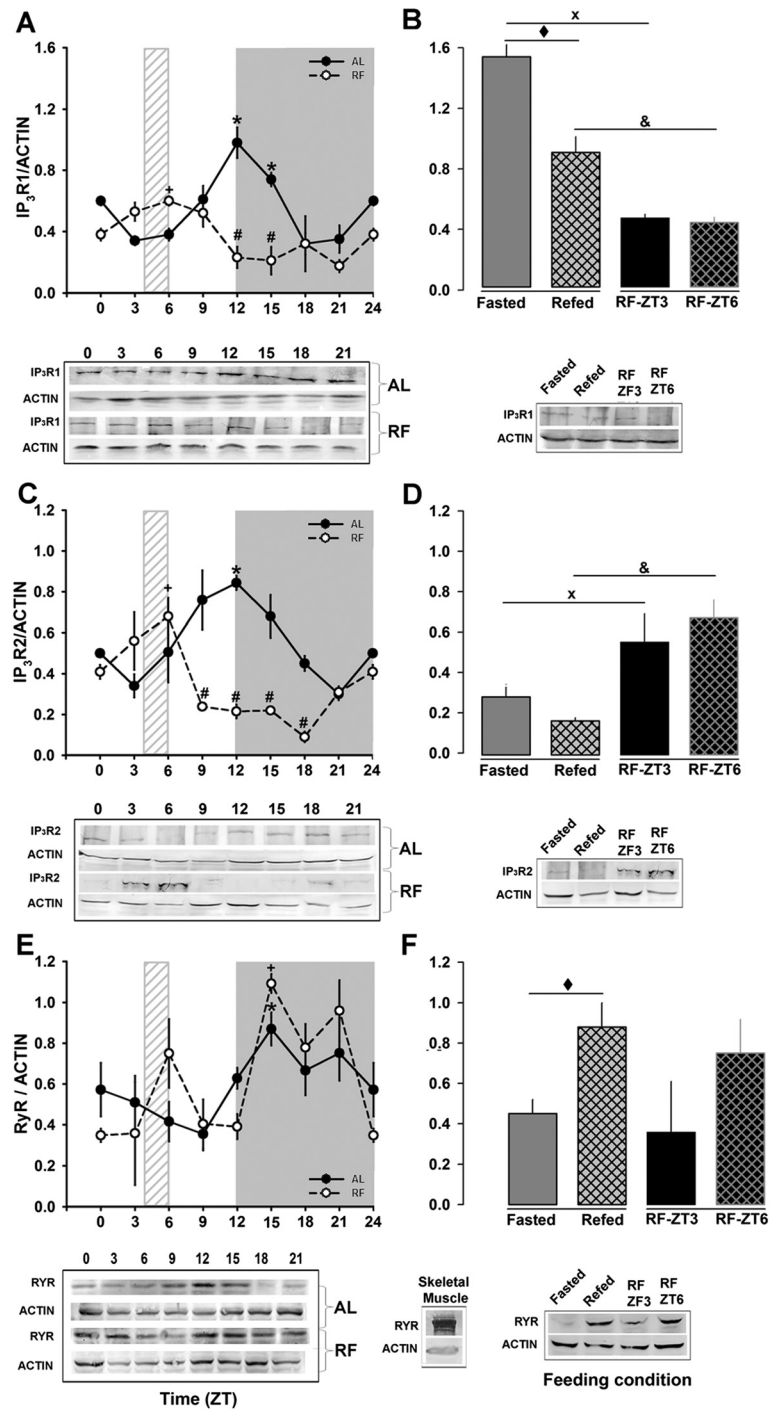 A
IP3R1/ACTIN
1.6
1.2
0.8
0.4
0.0
AL
RF
* * + # #
0 3 6 9 12 15 18 21 24
B
1.6
1.2
0.8
0.4
0.0
x
♦
&
Fasted Refed RF-ZT3 RF-ZT6
0 3 6 9 12 15 18 21
IP3R1
ACTIN
AL
IP3R1
ACTIN
RF
Fasted Refed RF ZF3 RF ZT6
IP3R1
ACTIN
C
IP3R2/ACTIN
1.2
1.0
0.8
0.6
0.4
0.2
0.0
AL
RF
+ * # # # #
0 3 6 9 12 15 18 21 24
D
1.2
1.0
0.8
0.6
0.4
0.2
0.0
&
x
Fasted Refed RF-ZT3 RF-ZT6
0 3 6 9 12 15 18 21
IP3R2
ACTIN
AL
IP3R2
ACTIN
RF
Fasted Refed RF ZF3 RF ZT6
IP3R2
ACTIN
E
RyR / ACTIN
1.2
1.0
0.8
0.6
0.4
0.2
0.0
+
*
AL
RF
0 3 6 9 12 15 18 21 24
F
1.2
1.0
0.8
0.6
0.4
0.2
0.0
♦
Fasted Refed RF-ZT3 RF-ZT6
0 3 6 9 12 15 18 21
RYR
ACTIN
AL
RYR
ACTIN
RF
Time (ZT)
Skeletal
Muscle
RYR
ACTIN
Fasted Refed RF ZF3 RF ZT6
RYR
ACTIN
Feeding condition